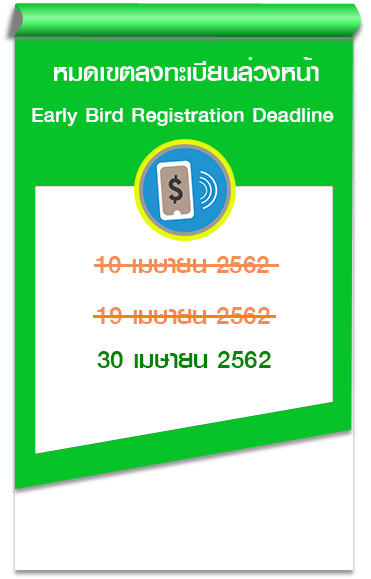 หมดเขตลงทะเบียนล่วงหน้า
Early Bird Registration Deadline
$
10 เมษายน 2562
19 เมษายน 2562
30 เมษายน 2562